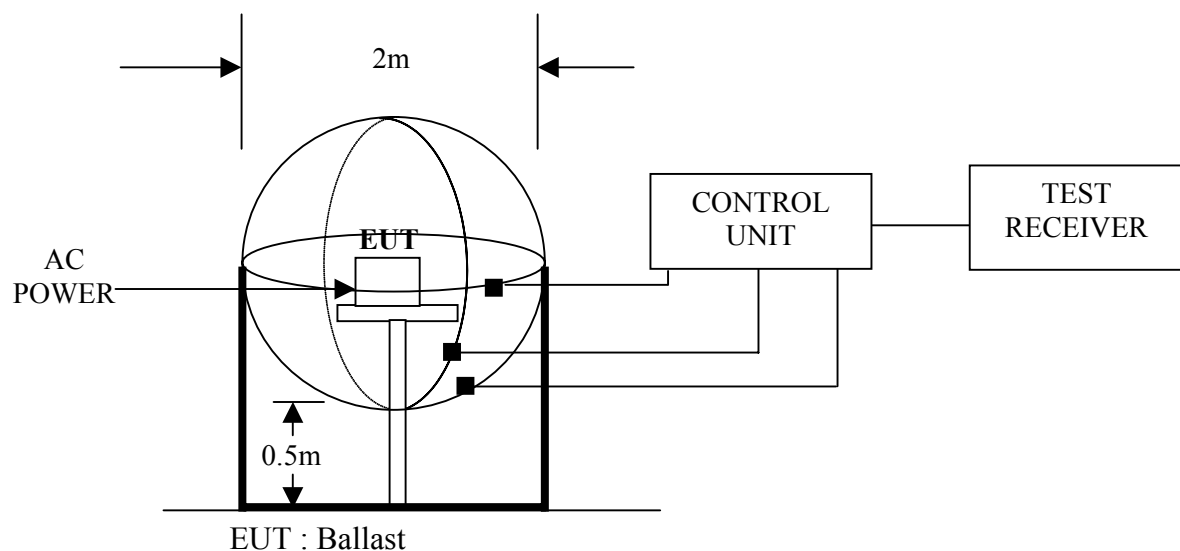 2m
CONTROL
UNIT
TEST
RECEIVER
EUT
AC
POWER
0.5m
EUT : Ballast